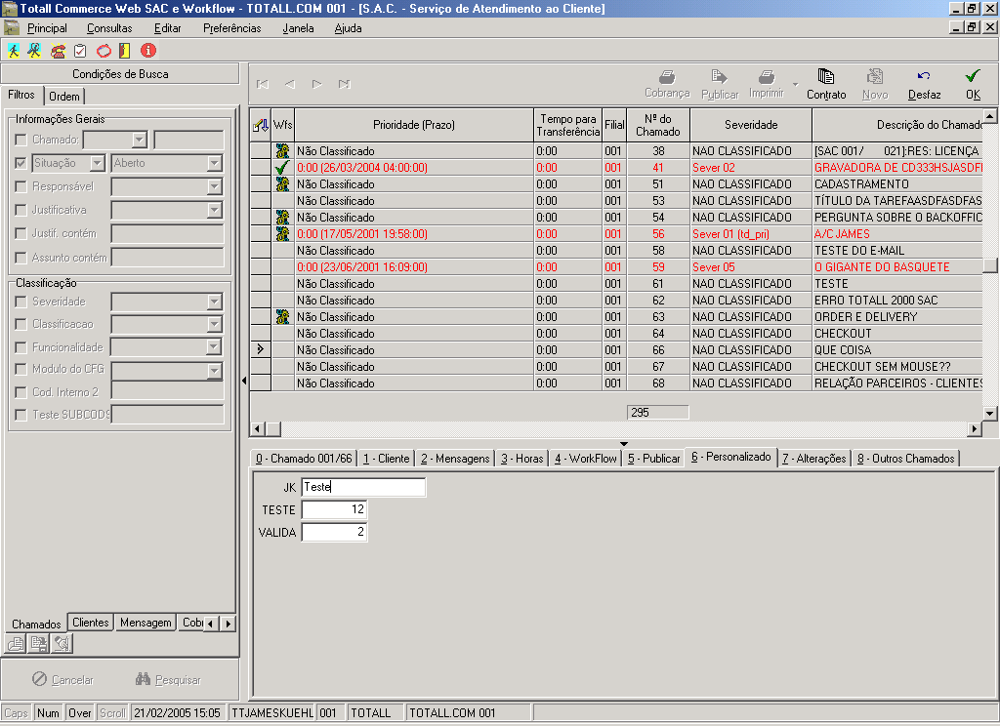 Totall Commerce Web SAC e Workflow - TOTALL.COM 001 - [S.A.C. - Serviço de Atendimento ao Cliente]
Principal Consultas Editar Preferências Janela Ajuda
Condições de Busca
Filtros Ordem
Informações Gerais
Chamado:
Situação Aberto
Responsável
Justificativa
Justif. contém
Assunto contém
Classificação
Severidade
Classificacao
Funcionalidade
Modulo do CFG
Cod. Interno 2
Teste SUBCODS
Chamados Clientes Mensagem Cobr
Cancelar Pesquisar
Cobrança Publicar Imprimir Contrato Novo Desfaz OK
Wfs Prioridade (Prazo) Tempo para Transferência Filial Nº do Chamado Severidade Descrição do Chamado
Não Classificado 0:00 001 38 NAO CLASSIFICADO [SAC 001/ 021]:RES: LICENÇA
0:00 (26/03/2004 04:00:00) 0:00 001 41 Sever 02 GRAVADORA DE CD333HSJASDFI
Não Classificado 0:00 001 51 NAO CLASSIFICADO CADASTRAMENTO
Não Classificado 0:00 001 53 NAO CLASSIFICADO TÍTULO DA TAREFAASDFASDFAS
Não Classificado 0:00 001 54 NAO CLASSIFICADO PERGUNTA SOBRE O BACKOFFIC
0:00 (17/05/2001 19:58:00) 0:00 001 56 Sever 01 (td_pri) A/C JAMES
Não Classificado 0:00 001 58 NAO CLASSIFICADO TESTE DO E-MAIL
0:00 (23/06/2001 16:09:00) 0:00 001 59 Sever 05 O GIGANTE DO BASQUETE
Não Classificado 0:00 001 61 NAO CLASSIFICADO TESTE
Não Classificado 0:00 001 62 NAO CLASSIFICADO ERRO TOTALL 2000 SAC
Não Classificado 0:00 001 63 NAO CLASSIFICADO ORDER E DELIVERY
Não Classificado 0:00 001 64 NAO CLASSIFICADO CHECKOUT
Não Classificado 0:00 001 66 NAO CLASSIFICADO QUE COISA
Não Classificado 0:00 001 67 NAO CLASSIFICADO CHECKOUT SEM MOUSE??
Não Classificado 0:00 001 68 NAO CLASSIFICADO RELAÇÃO PARCEIROS - CLIENTES
295
0 - Chamado 001/66 1 - Cliente 2 - Mensagens 3 - Horas 4 - WorkFlow 5 - Publicar 6 - Personalizado 7 - Alterações 8 - Outros Chamados
JK Teste
TESTE 12
VALIDA 2
Caps Num Over Scroll 21/02/2005 15:05 TTJAMESKUEHL 001 TOTALL TOTALL.COM 001